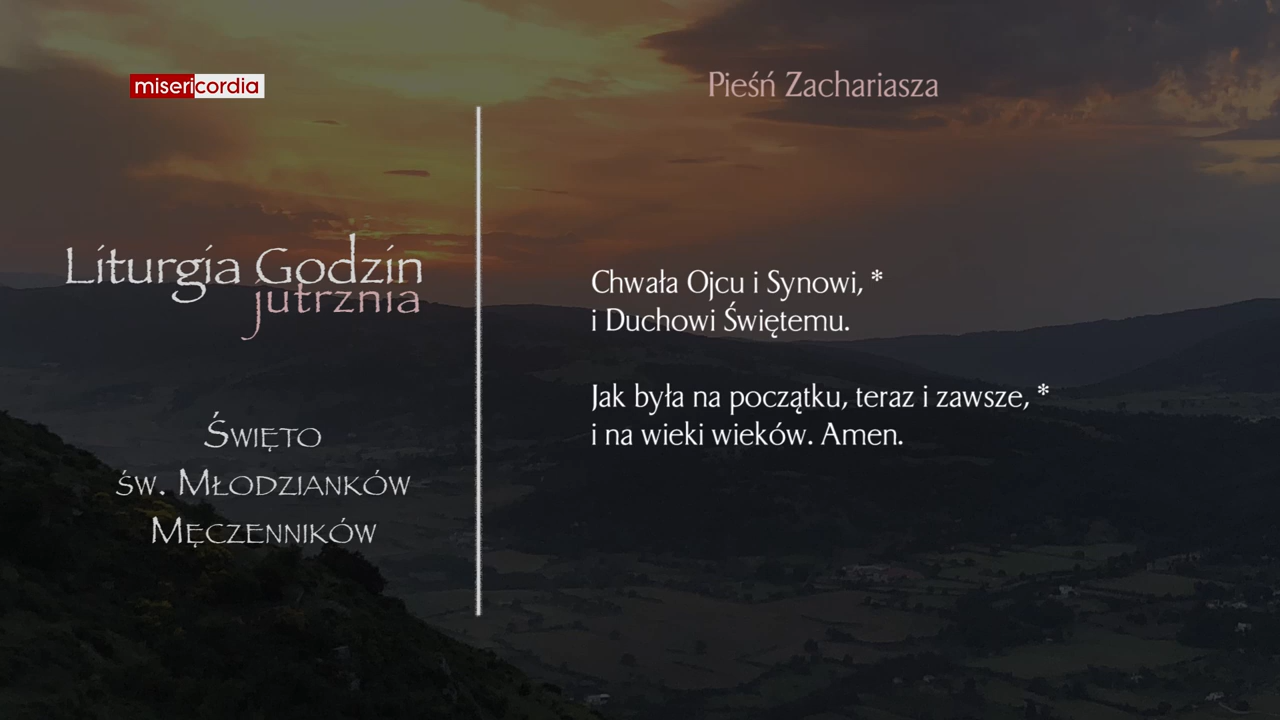 misericordia
Liturgia Godzin
jutrznia
Święto
św. Młodzianków
Męczenników
Pieśń Zachariasza
Chwała Ojcu i Synowi, *
i Duchowi Świętemu.
Jak była na początku, teraz i zawsze, *
i na wieki wieków. Amen.